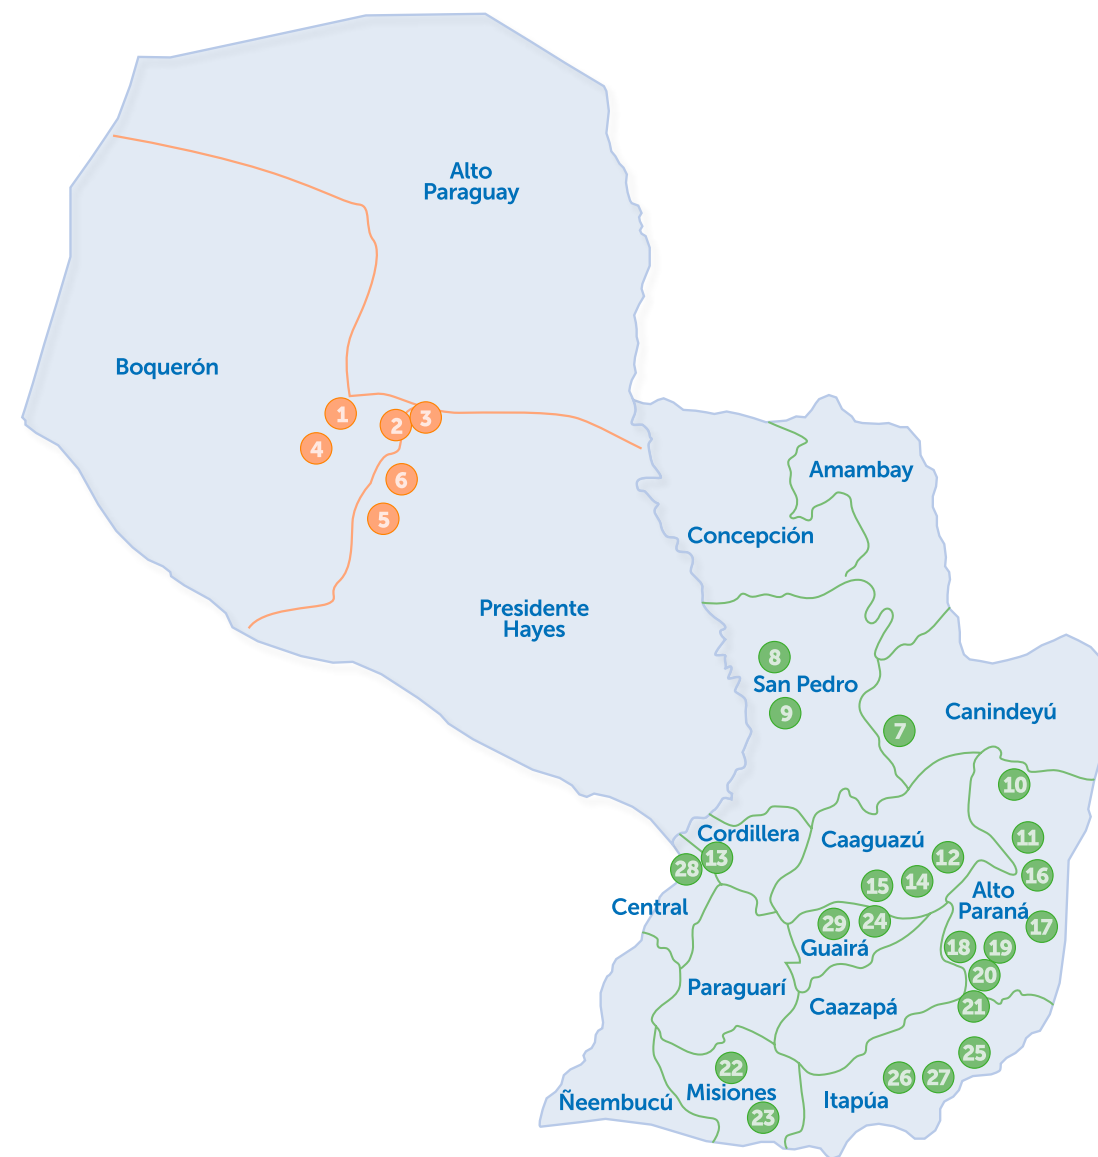 Alto
Paraguay
Boquerón
1
2
3
4
6
5
Amambay
Concepción
Presidente
Hayes
8
San Pedro
9
7
Canindeyú
10
Cordillera
Caaguazú
11
12
13
28
15
14
16
Alto
Paraná
Central
29
24
17
Guairá
18
19
20
Paraguarí
Caazapá
21
25
22
26
27
Misiones
Ñeembucú
Itapúa
23